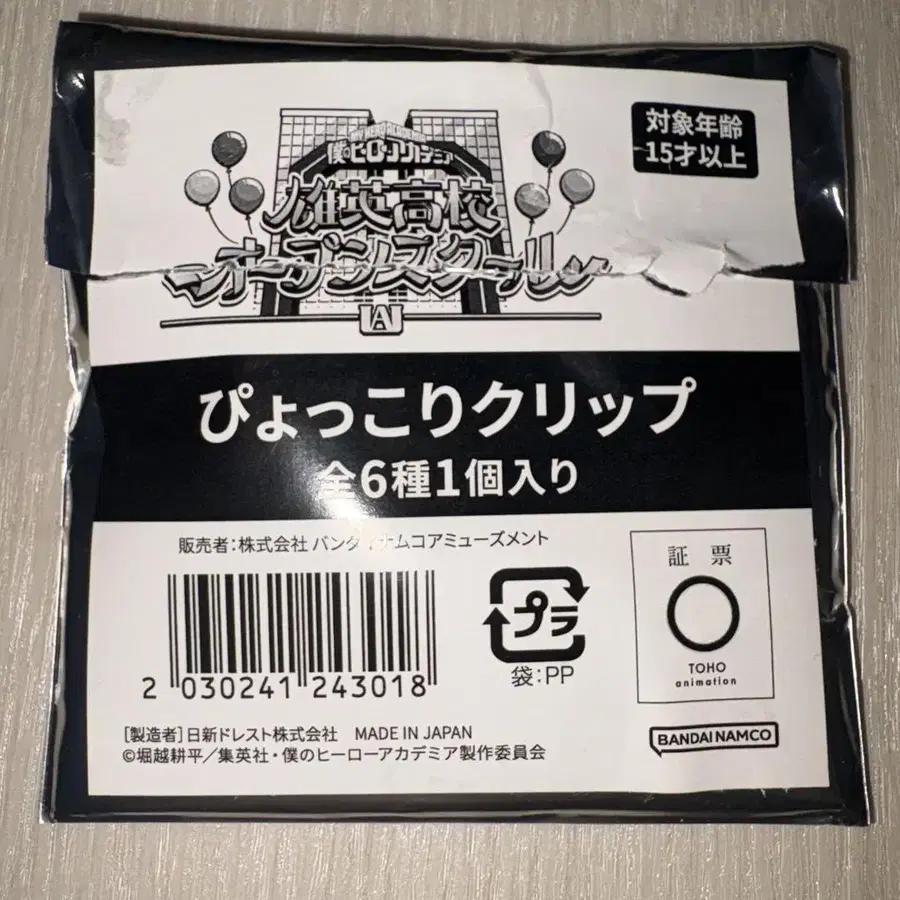 僕のヒーローアカデミア
雄英高校
オープンスクール
UA
対象年齢
15才以上
ぴょっこりクリップ
全6種1個入り
販売者:株式会社 バンダイナムコアミューズメント
2 030241 243018
プラ
袋:PP
証票
TOHO
animation
[製造者]日新ドレスト株式会社 MADE IN JAPAN
©堀越耕平/集英社・僕のヒーローアカデミア製作委員会
BANDAI NAMCO